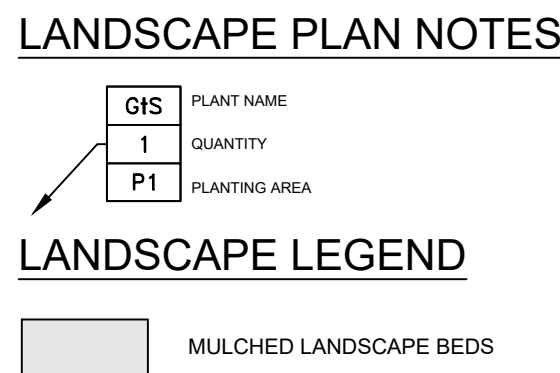 LANDSCAPE PLAN NOTES
GtS PLANT NAME
1 QUANTITY
P1 PLANTING AREA
LANDSCAPE LEGEND
MULCHED LANDSCAPE BEDS